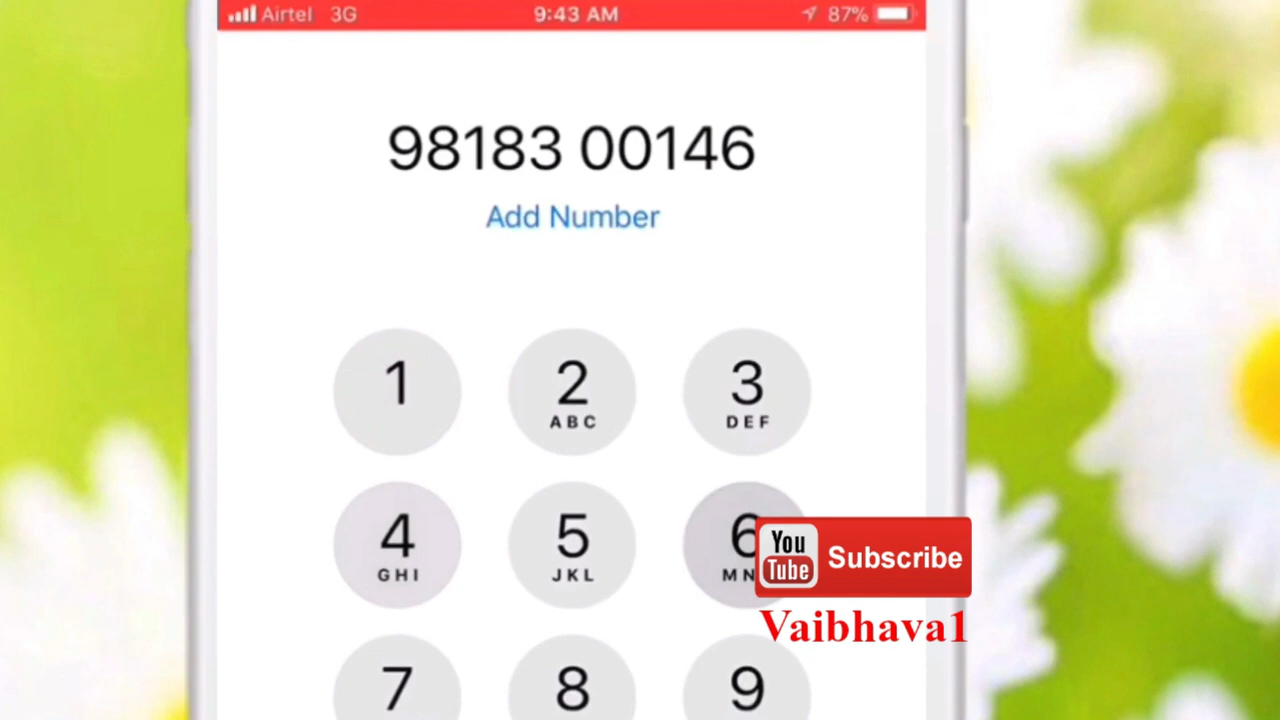 Airtel 3G 9:43 AM 87%
98183 00146
Add Number
1 2 3
ABC DEF
4 5 6
GHI JKL MN
You Tube Subscribe
Vaibhava1
7 8 9